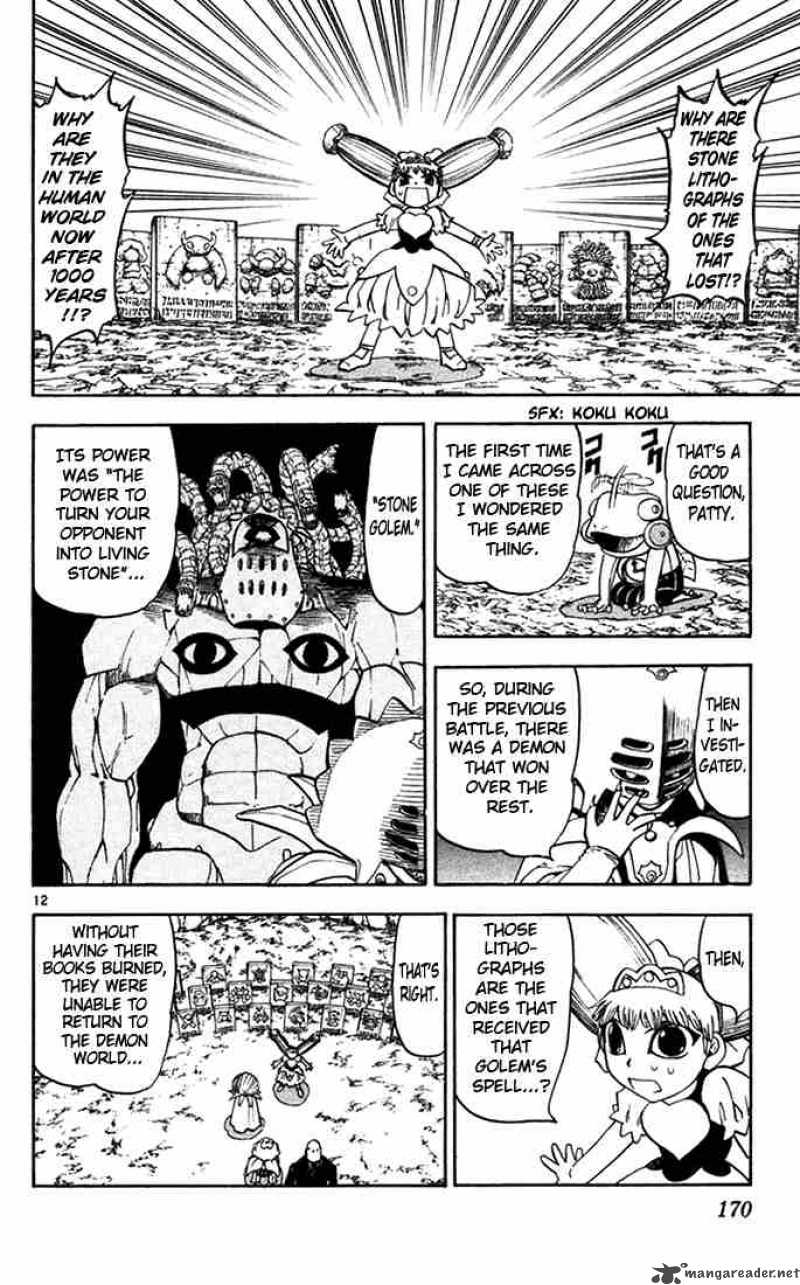 WHY ARE
THERE
STONE
LITHO-
GRAPHS
OF THE
ONES
THAT
LOST!?
WHY
ARE
THEY
IN THE
HUMAN
WORLD
NOW
AFTER
1000
YEARS
!!?
SFX: KOKU KOKU
THAT'S A
GOOD
QUESTION,
PATTY.
コク
コク
THE FIRST TIME
I CAME ACROSS
ONE OF THESE
I WONDERED
THE SAME
THING.
THEN
I IN-
VESTI-
GATED.
SO, DURING
THE PREVIOUS
BATTLE, THERE
WAS A DEMON
THAT WON
OVER THE
REST.
"STONE
GOLEM."
ITS POWER
WAS "THE
POWER TO
TURN YOUR
OPPONENT
INTO LIVING
STONE"...
12
THEN,
THOSE
LITHO-
GRAPHS
ARE THE
ONES THAT
RECEIVED
THAT
GOLEM'S
SPELL...?
THAT'S
RIGHT.
WITHOUT
HAVING THEIR
BOOKS BURNED,
THEY WERE
UNABLE TO
RETURN TO
THE DEMON
WORLD...
170
mangareader.net